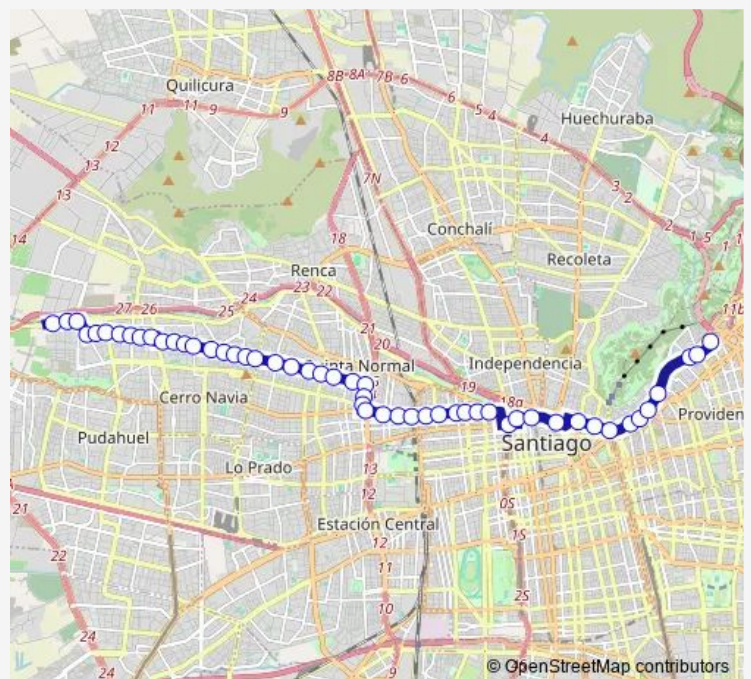 8B 8A 7B 6
Quilicura
11 11 9
9
6
5 4
Huechuraba
12
4
13
7N
3 2
13
Conchalí
2
1 5
1
14
18
Recoleta
Renca
23 22
24
27 26
25
11b
21
20
Quinta Normal
Independencia
19
18a
Cerro Navia
Providen
Pudahuel
Santiago
Lo Prado
13
12
0S
21
Estación Central
1S
12
22
11
2S
10
24
24
9
© OpenStreetMap contributors